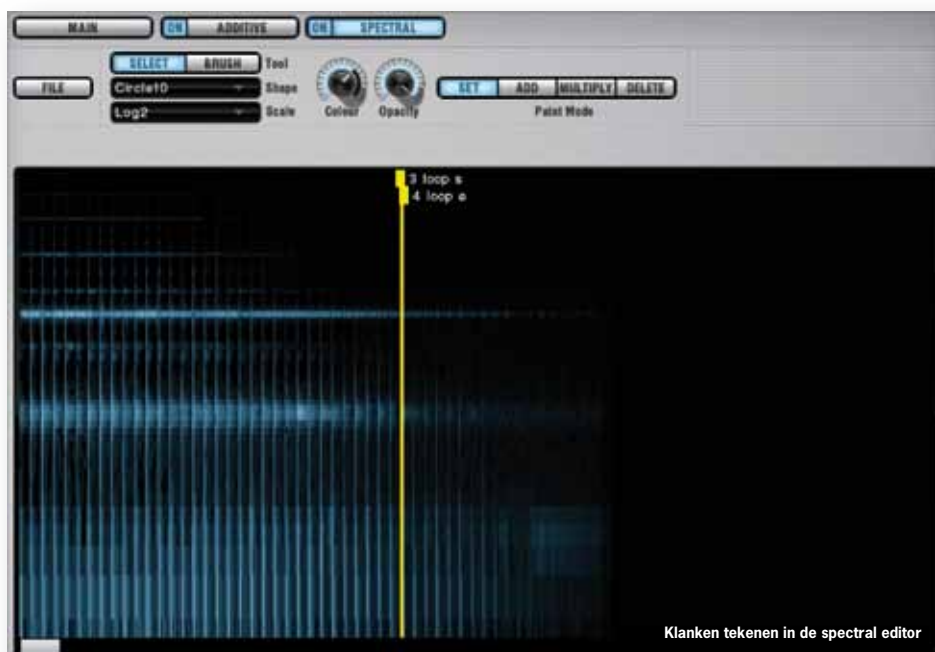 MAIN ON ADDITIVE ON SPECTRAL
SELECT BRUSH Tool
FILE Circle10 Shape
Log2 Scale Colour Opacity
SET ADD MULTIPLY DELETE
Paint Mode
3 loop s
4 loop e
Klanken tekenen in de spectral editor